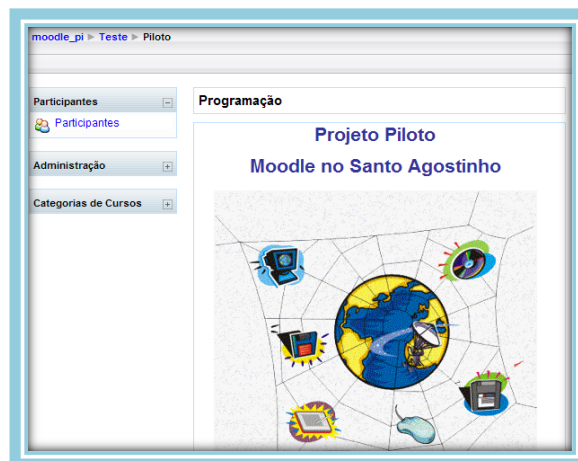 moodle_pi ► Teste ► Piloto
Participantes
Participantes
Administração
Categorias de Cursos
Programação
Projeto Piloto
Moodle no Santo Agostinho